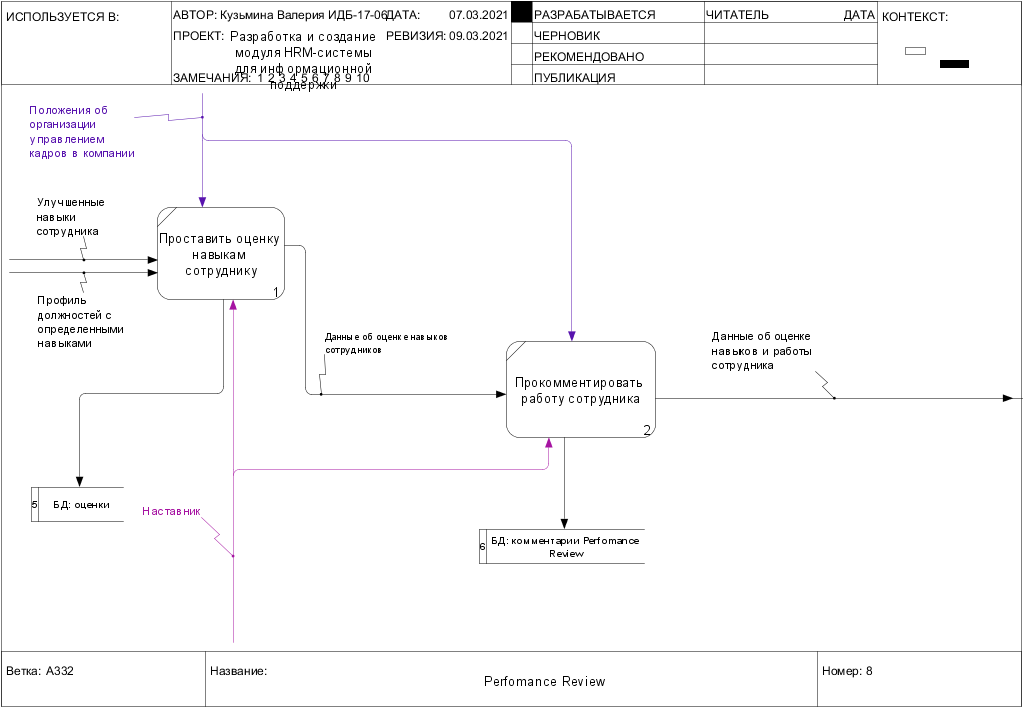 ИСПОЛЬЗУЕТСЯ В:
АВТОР: Кузьмина Валерия ИДБ-17-06
ДАТА: 07.03.2021
РАЗРАБАТЫВАЕТСЯ
ЧИТАТЕЛЬ
ДАТА
КОНТЕКСТ:
ПРОЕКТ: Разработка и создание
модуля HRM-системы
для информационной
поддержки
РЕВИЗИЯ: 09.03.2021
ЧЕРНОВИК
РЕКОМЕНДОВАНО
ЗАМЕЧАНИЯ: 1 2 3 4 5 6 7 8 9 10
ПУБЛИКАЦИЯ
Положения об
организации
управлением
кадров в компании
Улучшенные
навыки
сотрудника
Проставить оценку
навыкам
сотруднику
1
Профиль
должностей с
определенными
навыками
Данные об оценке навыков
сотрудников
Данные об оценке
навыков и работы
сотрудника
Прокомментировать
работу сотрудника
2
5
БД: оценки
Наставник
6
БД: комментарии Perfomance
Review
Ветка: A332
Название:
Perfomance Review
Номер: 8